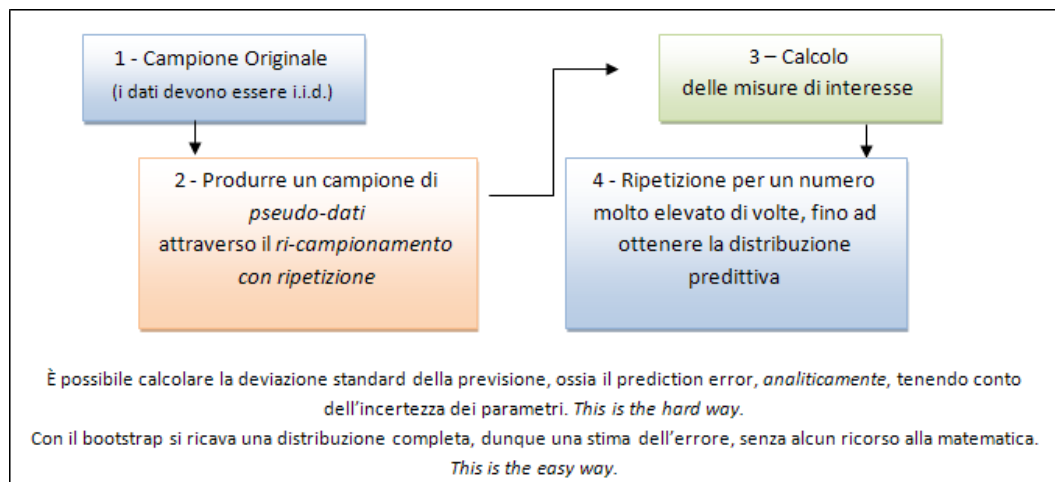 1 - Campione Originale
(i dati devono essere i.i.d.)
2 - Produrre un campione di
pseudo-dati
attraverso il ri-campionamento
con ripetizione
3 – Calcolo
delle misure di interesse
4 - Ripetizione per un numero
molto elevato di volte, fino ad
ottenere la distribuzione
predittiva
È possibile calcolare la deviazione standard della previsione, ossia il prediction error, analiticamente, tenendo conto
dell'incertezza dei parametri. This is the hard way.
Con il bootstrap si ricava una distribuzione completa, dunque una stima dell'errore, senza alcun ricorso alla matematica.
This is the easy way.